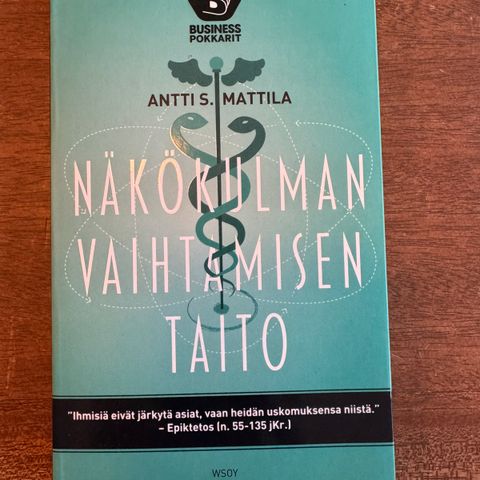 BUSINESS
POKKARIT
ANTTI S. MATTILA
NÄKÖKULMAN
VAIHTAMISEN
TAITO
”Ihmisiä eivät järkytä asiat, vaan heidän uskomuksensa niistä.”
– Epiktetos (n. 55-135 jKr.)
WSOY